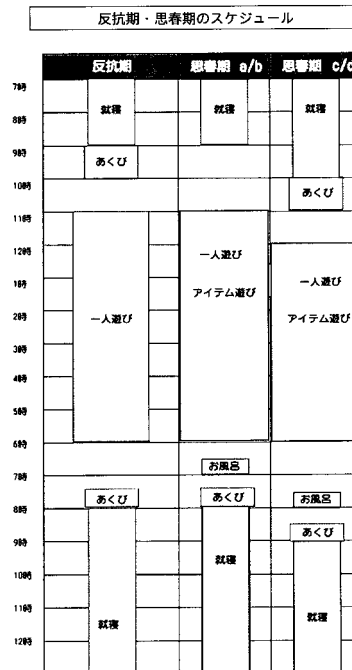 反抗期・思春期のスケジュール
反抗期 思春期 a/b 思春期 c/d
7時
8時
9時
10時
11時
12時
1時
2時
3時
4時
5時
6時
7時
8時
9時
10時
11時
12時
就寝
あくび
一人遊び
あくび
就寝
就寝
一人遊び
アイテム遊び
お風呂
あくび
就寝
就寝
あくび
一人遊び
アイテム遊び
お風呂
あくび
就寝